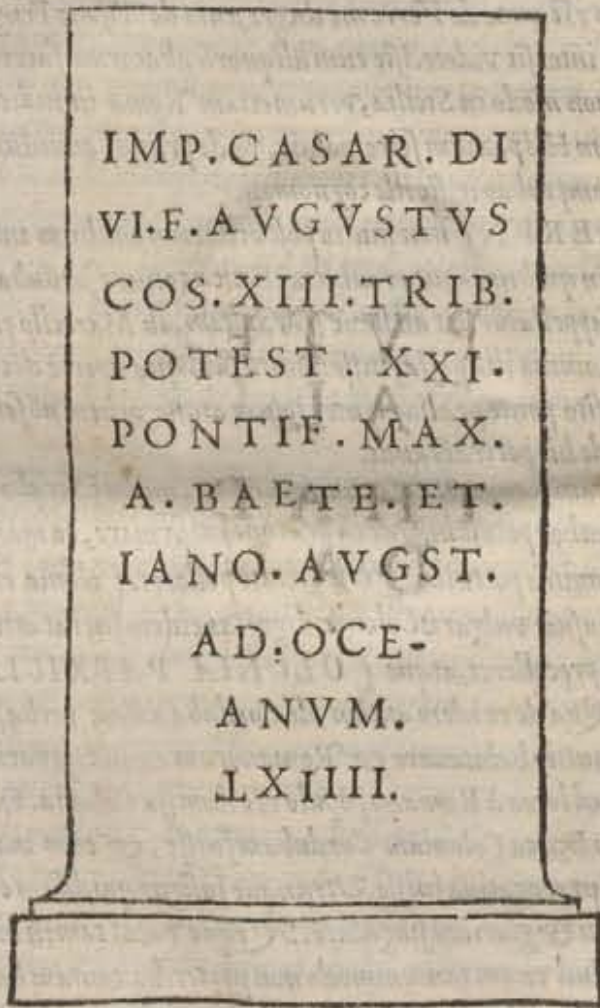 IMP. CASAR. DI
VI. F. AVGVSTVS
COS. XIII. TRIB.
POTEST. XXI.
PONTIF. MAX.
A. BAETE. ET.
IANO. AVGST.
AD. OCE-
ANVM.
LXIIII.